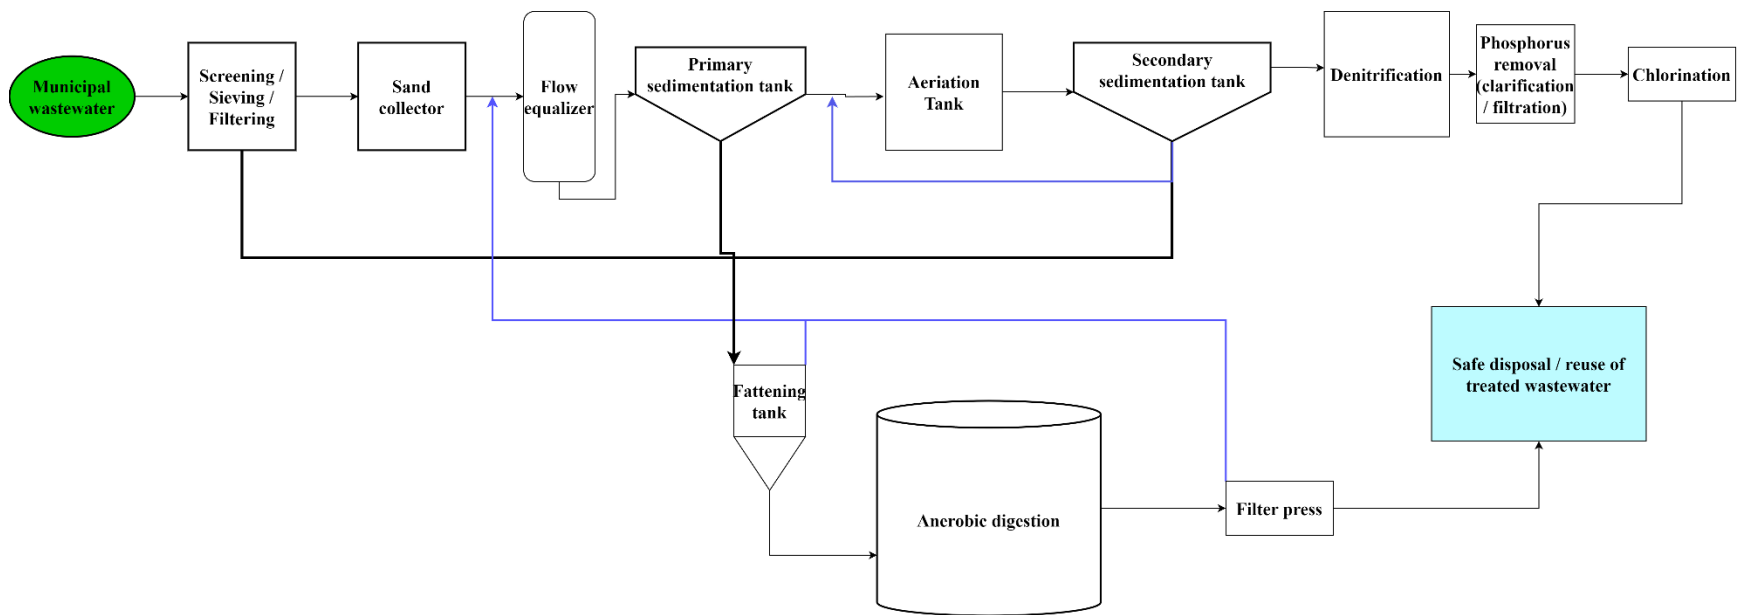 Municipal
wastewater
Screening /
Sieving /
Filtering
Sand
collector
Flow
equalizer
Primary
sedimentation tank
Aeriation
Tank
Secondary
sedimentation tank
Denitrification
Phosphorus
removal
(clarification
/ filtration)
Chlorination
Safe disposal / reuse of
treated wastewater
Fattening
tank
Anerobic digestion
Filter press